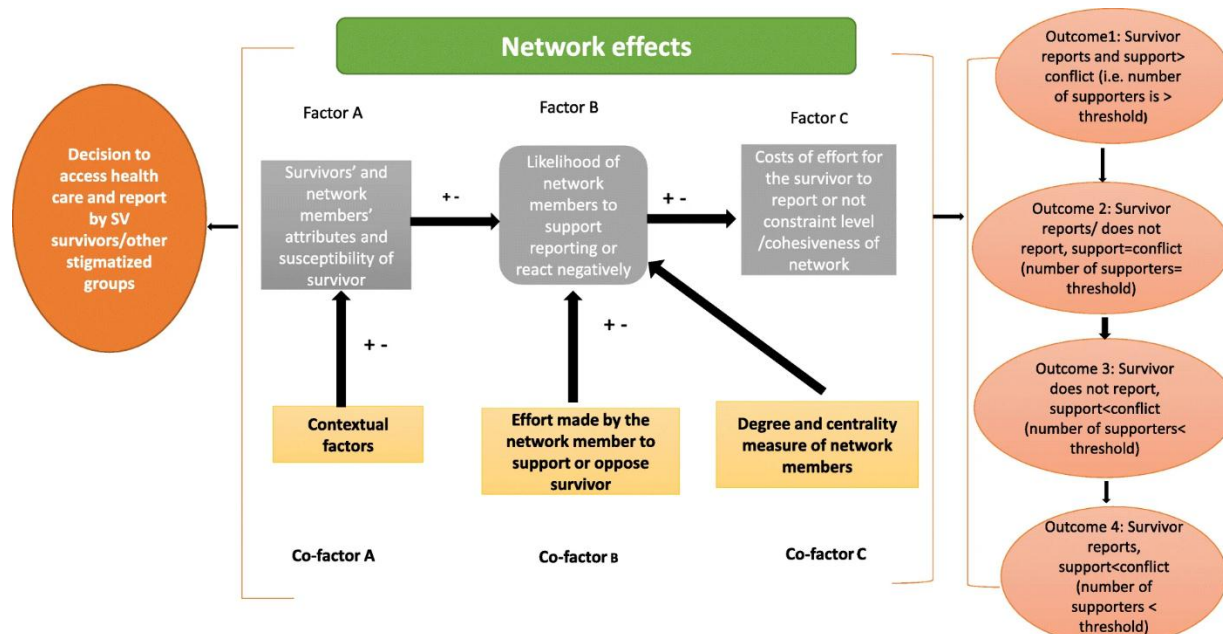 Network effects
Decision to
access health
care and report
by SV
survivors/other
stigmatized
groups
Factor A
Survivors' and
network
members'
attributes and
susceptibility of
survivor
+ -
Factor B
Likelihood of
network
members to
support
reporting or
react negatively
+ -
Factor C
Costs of effort for
the survivor to
report or not
constraint level
/cohesiveness of
network
+ -
+ -
Contextual
factors
Effort made by the
network member to
support or oppose
survivor
Degree and centrality
measure of network
members
Co-factor A
Co-factor B
Co-factor C
Outcome1: Survivor
reports and support>
conflict (i.e. number
of supporters is >
threshold)
Outcome 2: Survivor
reports/ does not
report, support=conflict
(number of supporters=
threshold)
Outcome 3: Survivor
does not report,
support<conflict
(number of supporters<
threshold)
Outcome 4: Survivor
reports,
support<conflict
(number of
supporters <
threshold)